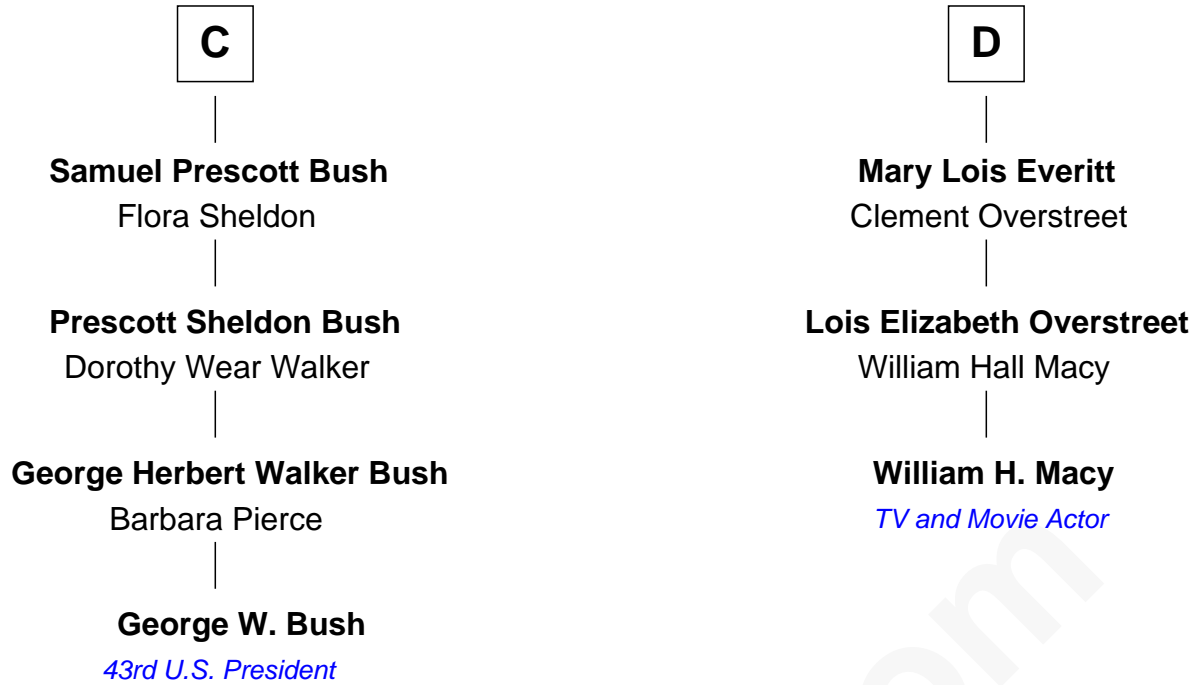 C
Samuel Prescott Bush
Flora Sheldon
Prescott Sheldon Bush
Dorothy Wear Walker
George Herbert Walker Bush
Barbara Pierce
George W. Bush
43rd U.S. President
D
Mary Lois Everitt
Clement Overstreet
Lois Elizabeth Overstreet
William Hall Macy
William H. Macy
TV and Movie Actor
om